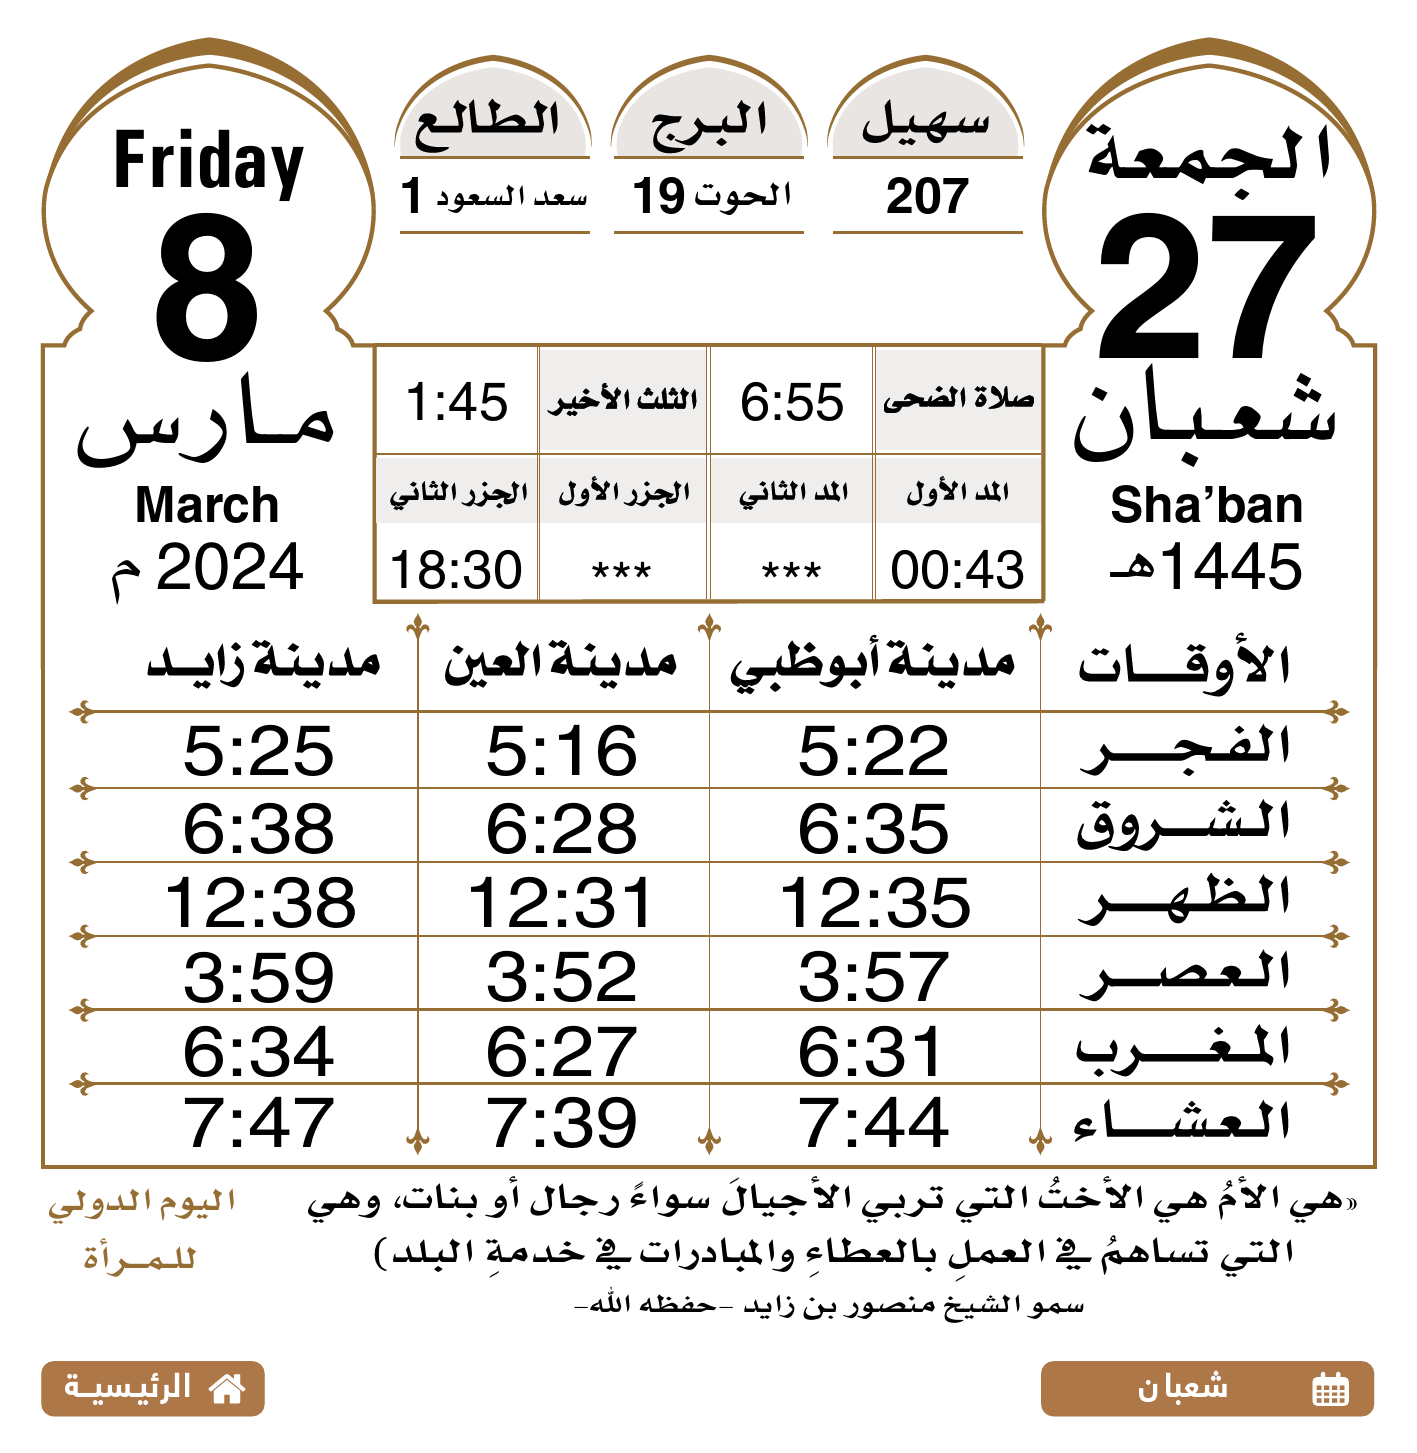 الجمعة
27
شعبان
Sha’ban
1445هـ
سهيل
207
البرج
الحوت 19
الطالع
سعد السعود 1
Friday
8
مارس
March
2024 م
صلاة الضحى 6:55 الثلث الأخير 1:45
المد الأول المد الثاني الجزر الأول الجزر الثاني
00:43 *** *** 18:30
الأوقات مدينة أبوظبي مدينة العين مدينة زايد
الفجر 5:22 5:16 5:25
الشروق 6:35 6:28 6:38
الظهر 12:35 12:31 12:38
العصر 3:57 3:52 3:59
المغرب 6:31 6:27 6:34
العشاء 7:44 7:39 7:47
«هي الأمُ هي الأختُ التي تربي الأجيالَ سواءً رجال أو بنات، وهي
التي تساهمُ في العملِ بالعطاءِ والمبادرات في خدمةِ البلد)
سمو الشيخ منصور بن زايد -حفظه الله-
اليوم الدولي
للمرأة
شعبان
الرئيسية